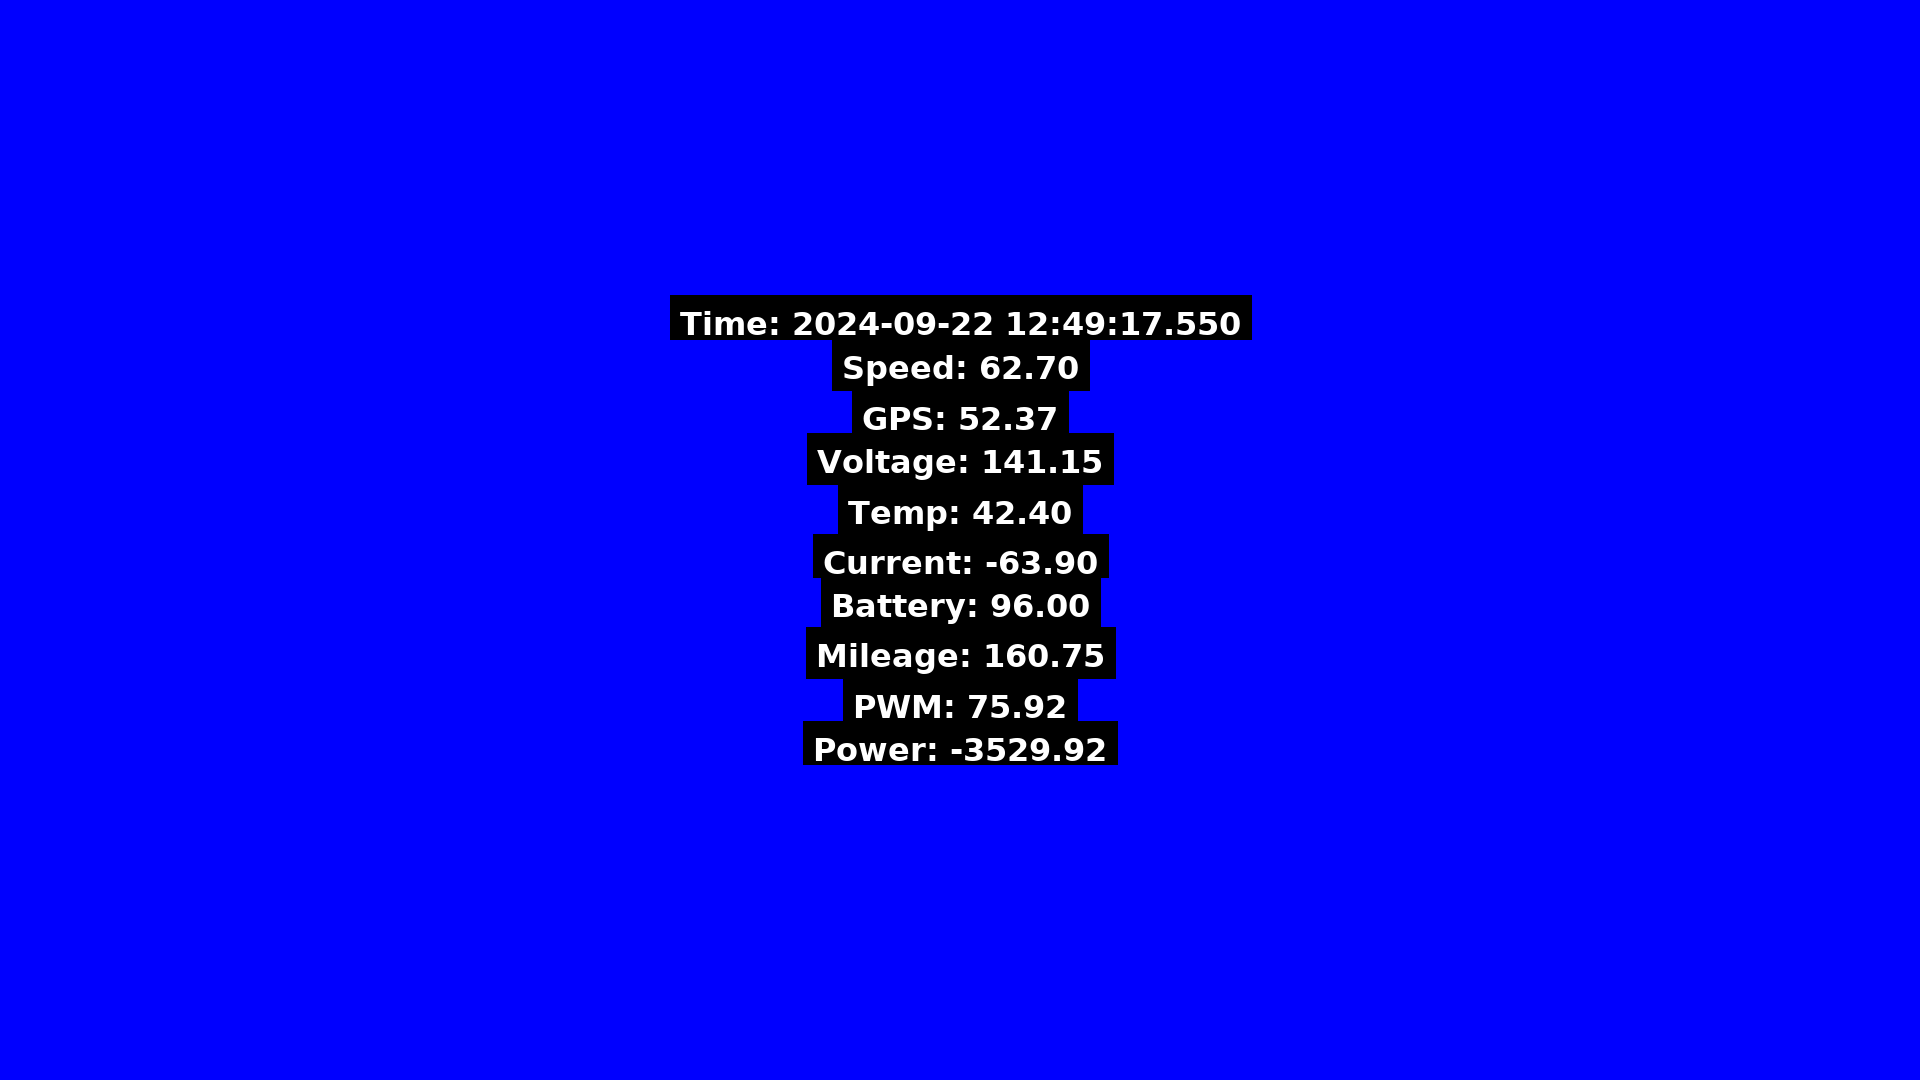 Time: 2024-09-22 12:49:17.550
Speed: 62.70
GPS: 52.37
Voltage: 141.15
Temp: 42.40
Current: -63.90
Battery: 96.00
Mileage: 160.75
PWM: 75.92
Power: -3529.92